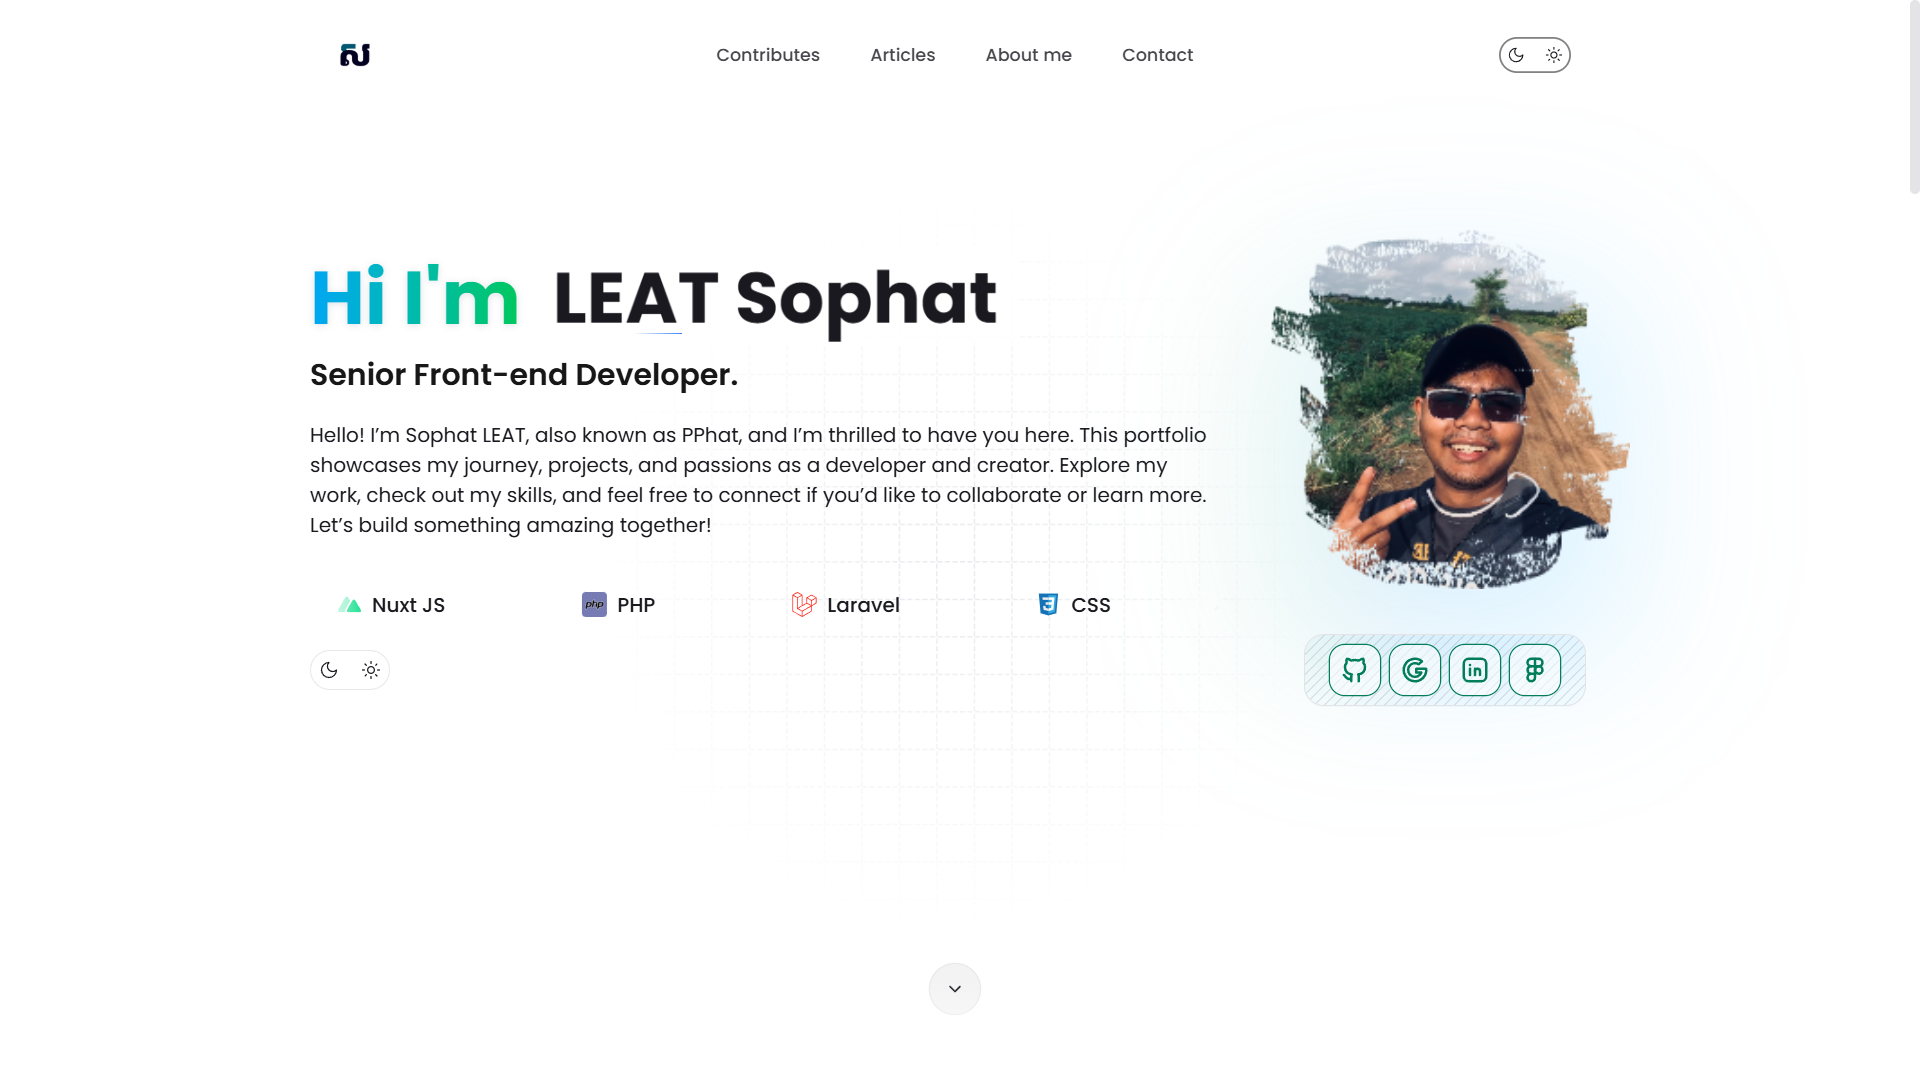 Contributes
Articles
About me
Contact
Hi I'm LEAT Sophat
Senior Front-end Developer.
Hello! I’m Sophat LEAT, also known as PPhat, and I’m thrilled to have you here. This portfolio
showcases my journey, projects, and passions as a developer and creator. Explore my
work, check out my skills, and feel free to connect if you’d like to collaborate or learn more.
Let’s build something amazing together!
Nuxt JS
php PHP
Laravel
CSS